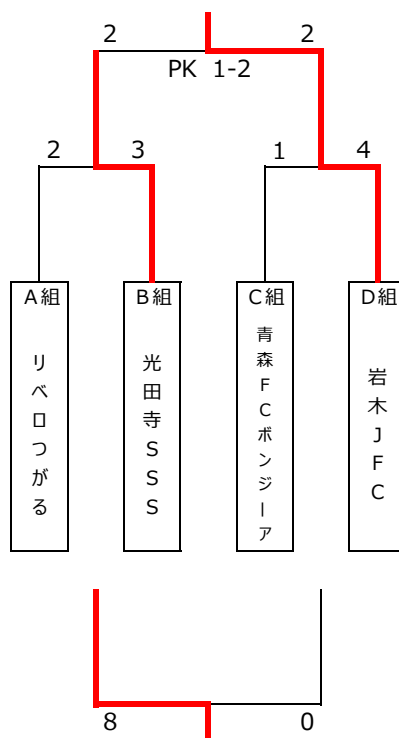 2 2
PK 1-2
2 3 1 4
A組 B組 C組 D組
リベロつがる
光田寺SSS
青森FCボンジーア
岩木JFC
8 0